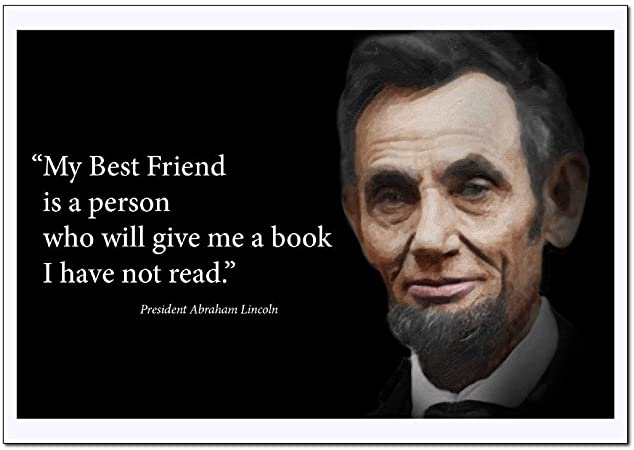 “My Best Friend
is a person
who will give me a book
I have not read.”
President Abraham Lincoln